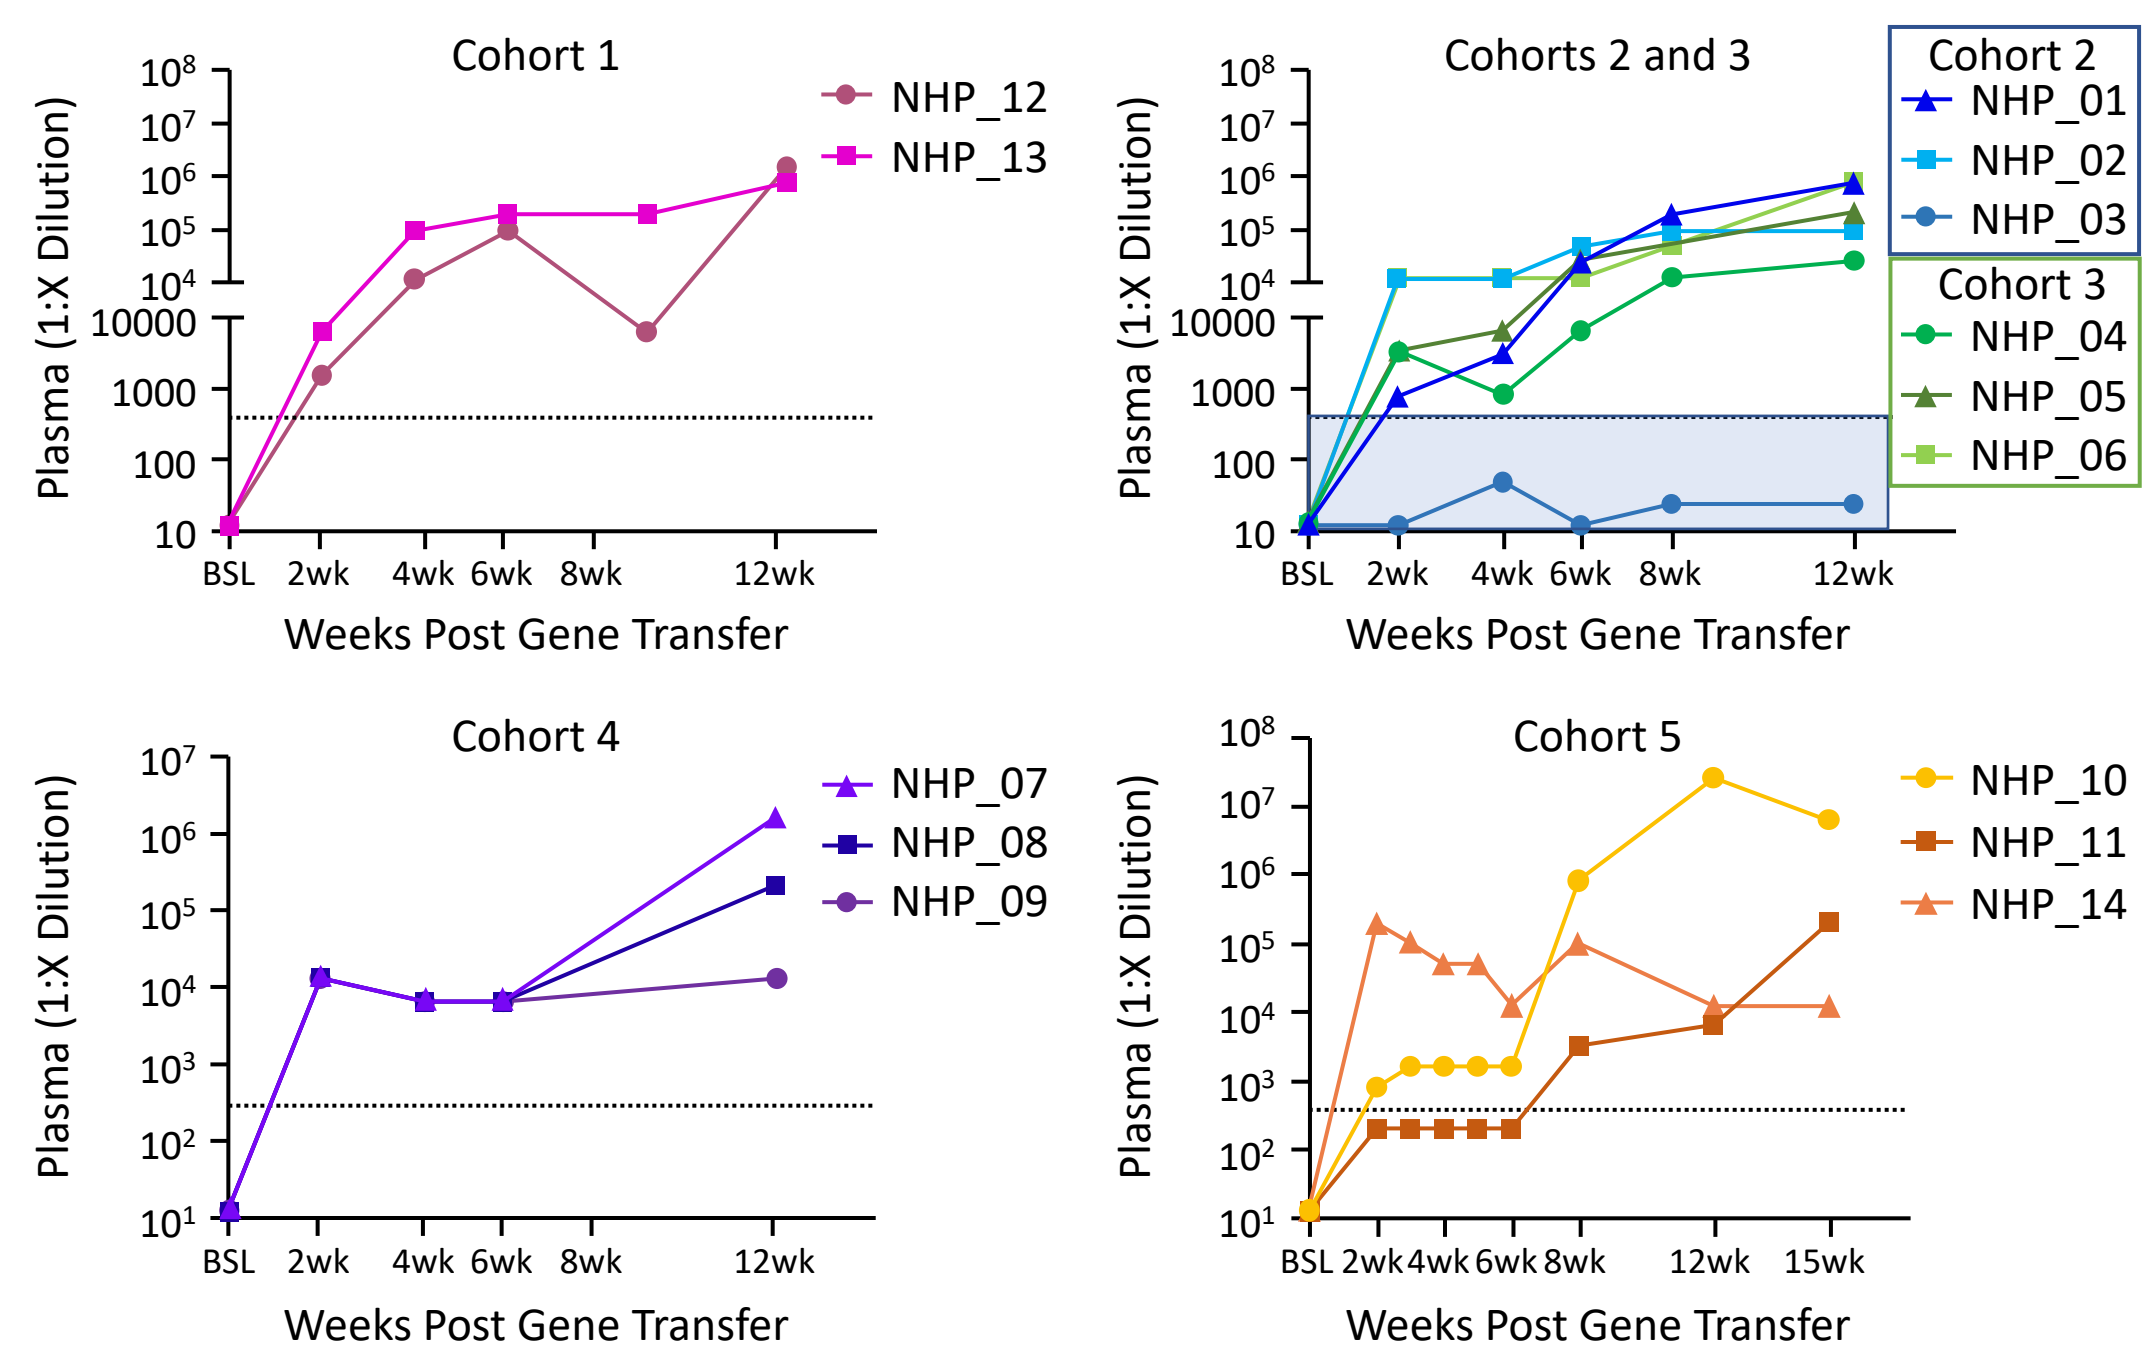 Cohort 1
Plasma (1:X Dilution)
10⁸
10⁷
10⁶
10⁵
10⁴
10000
1000
100
10
BSL 2wk 4wk 6wk 8wk 12wk
Weeks Post Gene Transfer
NHP_12
NHP_13
Cohorts 2 and 3
Plasma (1:X Dilution)
10⁸
10⁷
10⁶
10⁵
10⁴
10000
1000
100
10
BSL 2wk 4wk 6wk 8wk 12wk
Weeks Post Gene Transfer
Cohort 2
NHP_01
NHP_02
NHP_03
Cohort 3
NHP_04
NHP_05
NHP_06
Cohort 4
Plasma (1:X Dilution)
10⁷
10⁶
10⁵
10⁴
10³
10²
10¹
BSL 2wk 4wk 6wk 8wk 12wk
Weeks Post Gene Transfer
NHP_07
NHP_08
NHP_09
Cohort 5
Plasma (1:X Dilution)
10⁸
10⁷
10⁶
10⁵
10⁴
10³
10²
10¹
BSL 2wk 4wk 6wk 8wk 12wk 15wk
Weeks Post Gene Transfer
NHP_10
NHP_11
NHP_14